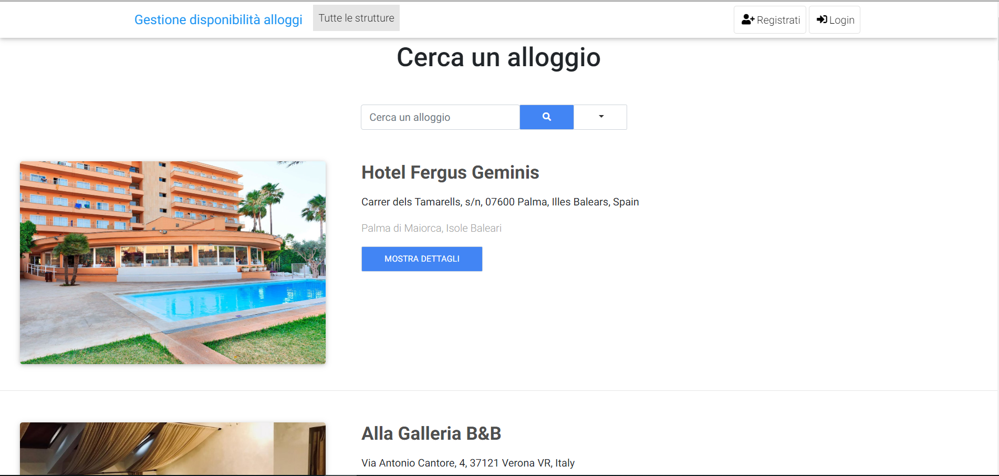 Gestione disponibilità alloggi
Tutte le strutture
Registrati
Login
Cerca un alloggio
Cerca un alloggio
Hotel Fergus Geminis
Carrer dels Tamarells, s/n, 07600 Palma, Illes Balears, Spain
Palma di Maiorca, Isole Baleari
MOSTRA DETTAGLI
Alla Galleria B&B
Via Antonio Cantore, 4, 37121 Verona VR, Italy